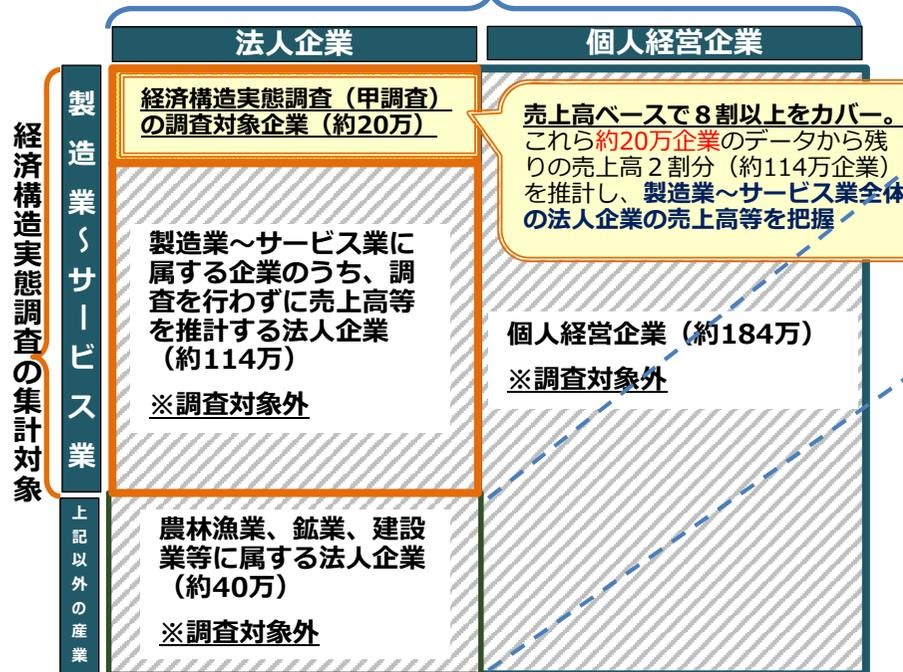 法人企業
個人経営企業
経済構造実態調査の集計対象
製造業～サービス業
経済構造実態調査（甲調査）
の調査対象企業（約20万）
売上高ベースで８割以上をカバー。
これら約20万企業のデータから残
りの売上高２割分（約114万企業）
を推計し、製造業～サービス業全体
の法人企業の売上高等を把握
製造業～サービス業に
属する企業のうち、調
査を行わずに売上高等
を推計する法人企業
（約114万）
※調査対象外
個人経営企業（約184万）
※調査対象外
上記以外の産業
農林漁業、鉱業、建設
業等に属する法人企業
（約40万）
※調査対象外